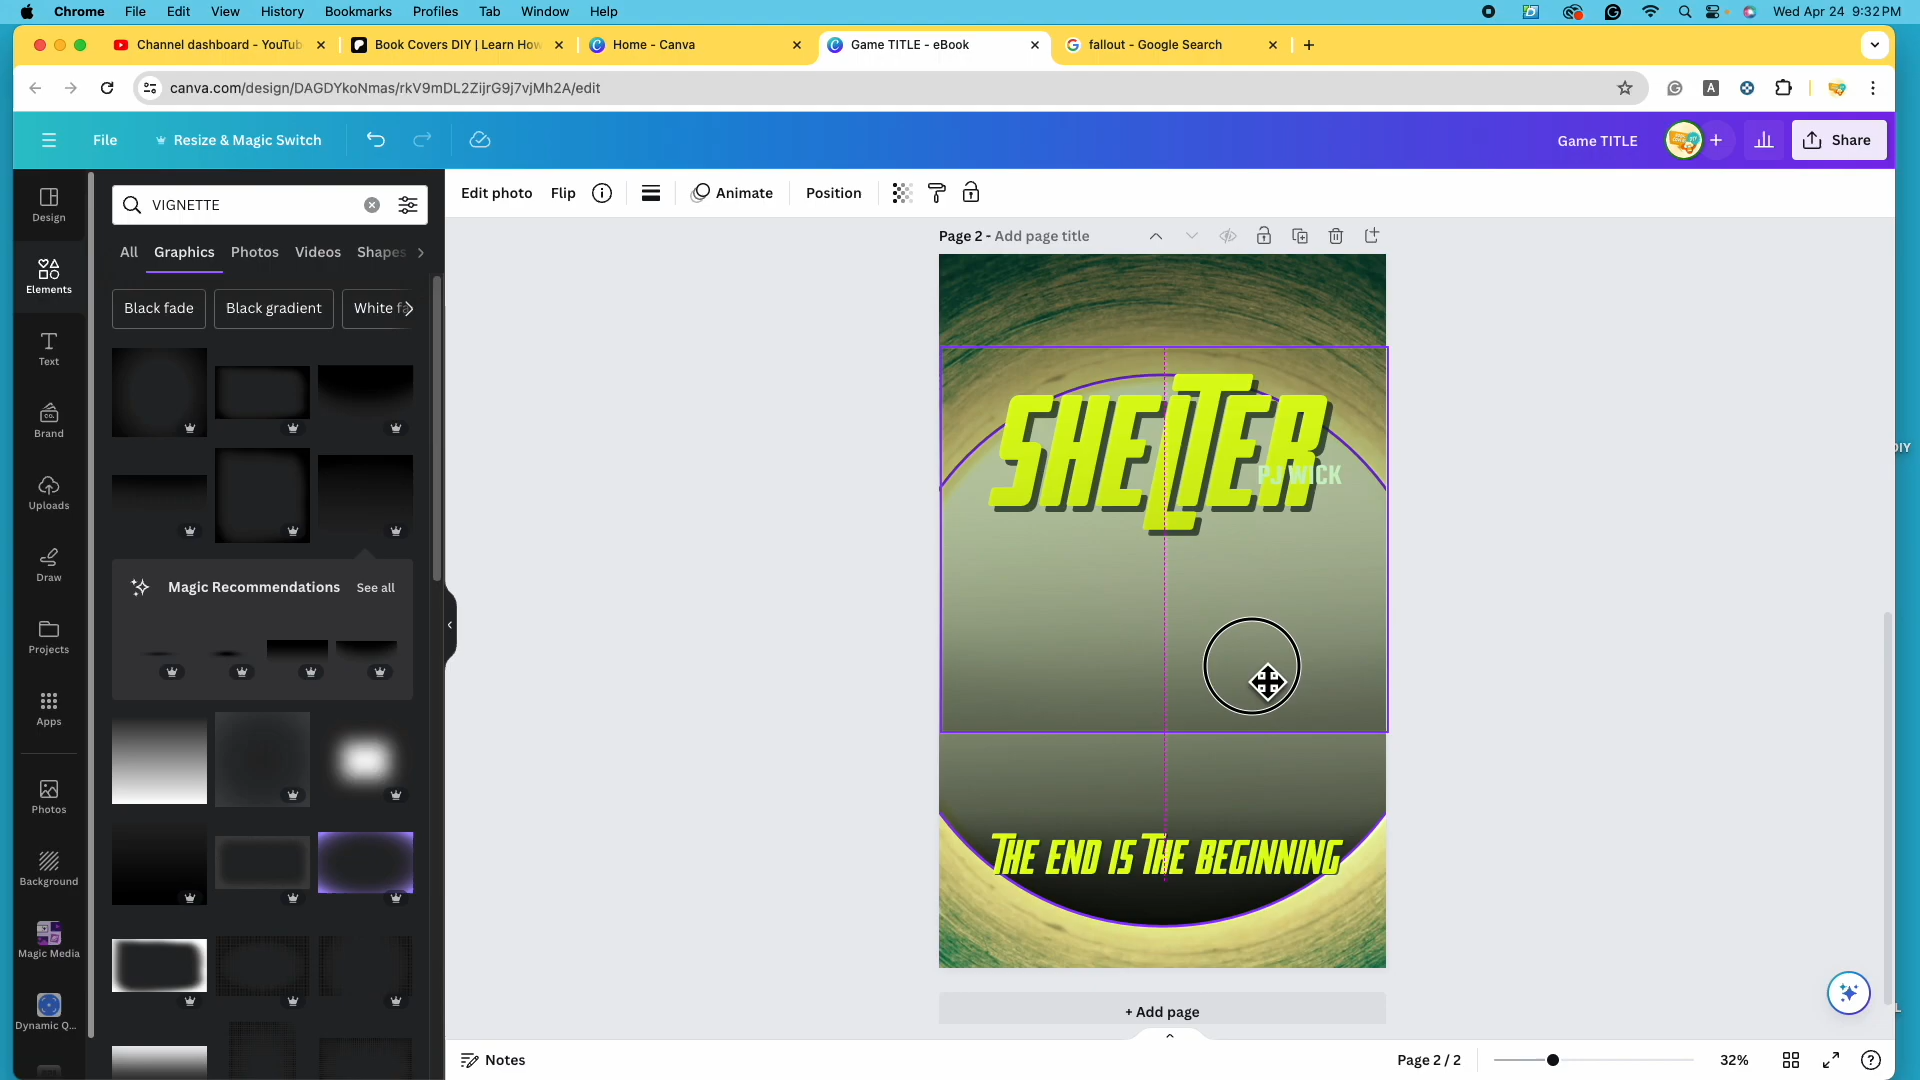 Chrome File Edit View History Bookmarks Profiles Tab Window Help Wed Apr 24 9:32 PM
Channel dashboard - YouTub Book Covers DIY | Learn How Home - Canva Game TITLE - eBook fallout - Google Search
canva.com/design/DAGDYkoNmas/rkV9mDL2ZijrG9j7vjMh2A/edit
File Resize & Magic Switch Game TITLE Share
Design
Elements
Text
Brand
Uploads
Draw
Projects
Apps
Photos
Background
Magic Media
Dynamic Q...
VIGNETTE
All Graphics Photos Videos Shapes
Black fade Black gradient White fa
Magic Recommendations See all
Edit photo Flip Animate Position
Page 2 - Add page title
SHELTER
PJ WICK
THE END IS THE BEGINNING
+ Add page
DIY
Notes Page 2 / 2 32%